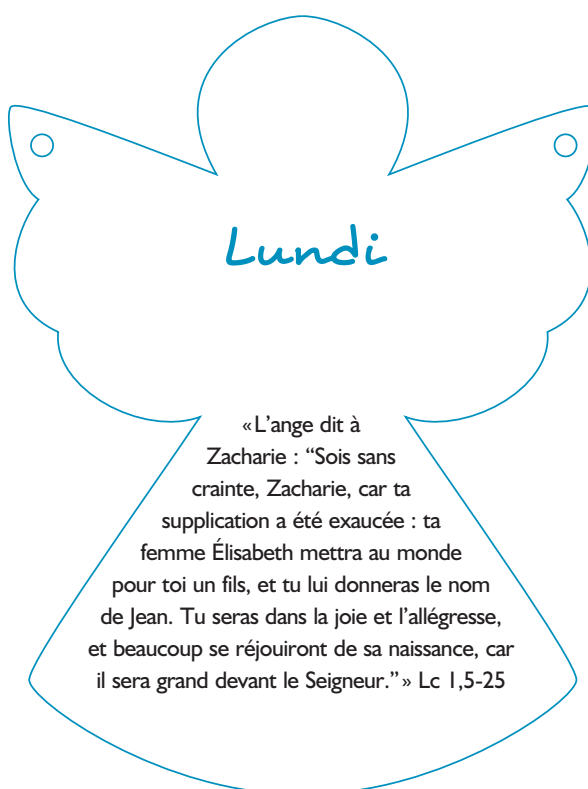 Lundi
«L’ange dit à
Zacharie : “Sois sans
crainte, Zacharie, car ta
supplication a été exaucée : ta
femme Élisabeth mettra au monde
pour toi un fils, et tu lui donneras le nom
de Jean. Tu seras dans la joie et l’allégresse,
et beaucoup se réjouiront de sa naissance, car
il sera grand devant le Seigneur.”» Lc 1,5-25